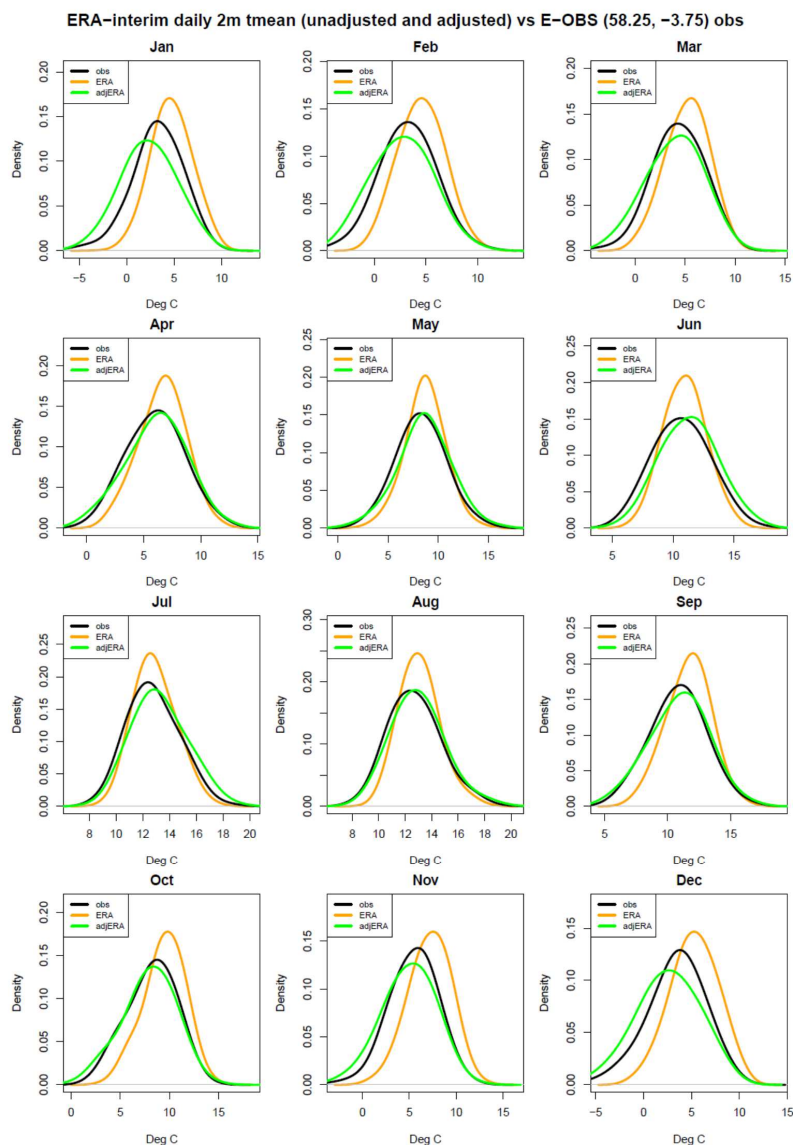 ERA−interim daily 2m tmean (unadjusted and adjusted) vs E−OBS (58.25, −3.75) obs
Jan
Density
0.00 0.05 0.10 0.15 0.20
obs
ERA
adjERA
−5 0 5 10
Deg C
Feb
Density
0.00 0.05 0.10 0.15 0.20
obs
ERA
adjERA
0 5 10
Deg C
Mar
Density
0.00 0.05 0.10 0.15 0.20
obs
ERA
adjERA
0 5 10 15
Deg C
Apr
Density
0.00 0.05 0.10 0.15 0.20
obs
ERA
adjERA
0 5 10 15
Deg C
May
Density
0.00 0.05 0.10 0.15 0.20 0.25
obs
ERA
adjERA
0 5 10 15
Deg C
Jun
Density
0.00 0.05 0.10 0.15 0.20 0.25
obs
ERA
adjERA
5 10 15
Deg C
Jul
Density
0.00 0.05 0.10 0.15 0.20 0.25
obs
ERA
adjERA
8 10 12 14 16 18 20
Deg C
Aug
Density
0.00 0.10 0.20 0.30
obs
ERA
adjERA
8 10 12 14 16 18 20
Deg C
Sep
Density
0.00 0.05 0.10 0.15 0.20 0.25
obs
ERA
adjERA
5 10 15
Deg C
Oct
Density
0.00 0.05 0.10 0.15 0.20
obs
ERA
adjERA
0 5 10 15
Deg C
Nov
Density
0.00 0.05 0.10 0.15
obs
ERA
adjERA
0 5 10 15
Deg C
Dec
Density
0.00 0.05 0.10 0.15
obs
ERA
adjERA
−5 0 5 10 15
Deg C